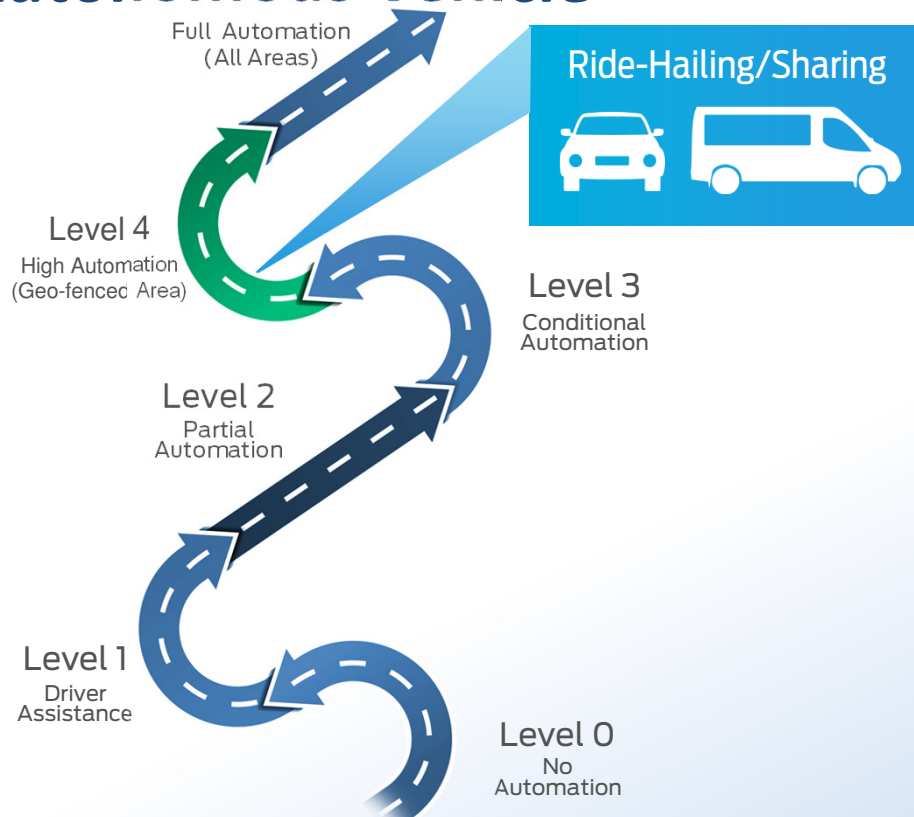 Full Automation
(All Areas)
Ride-Hailing/Sharing
Level 4
High Automation
(Geo-fenced Area)
Level 3
Conditional
Automation
Level 2
Partial
Automation
Level 1
Driver
Assistance
Level 0
No
Automation